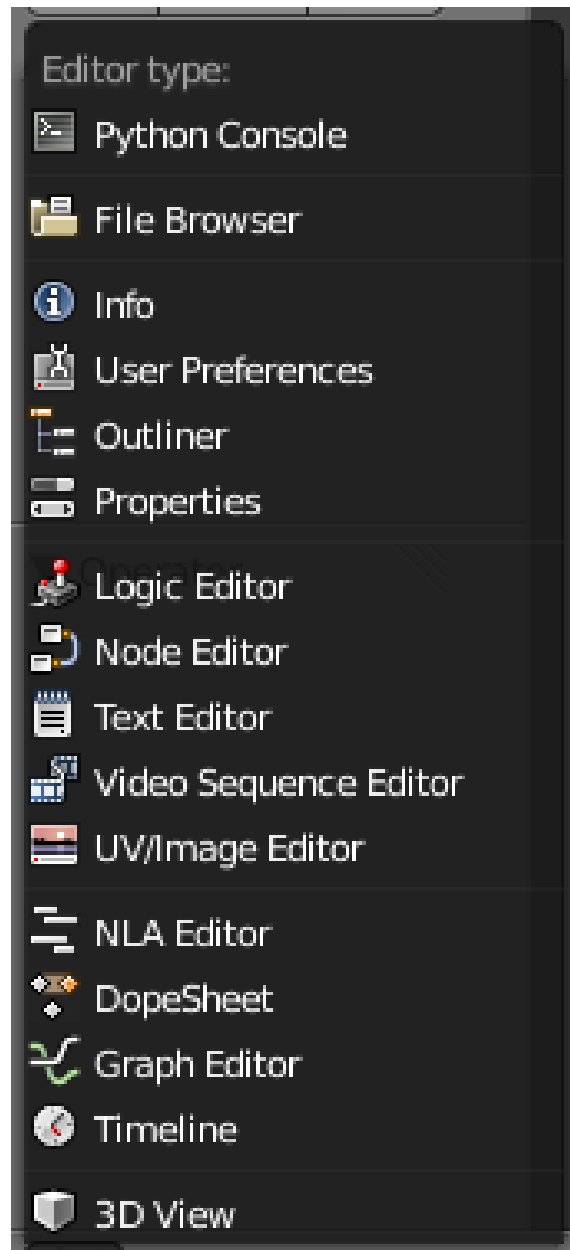 Editor type:
Python Console
File Browser
Info
User Preferences
Outliner
Properties
Operator
Logic Editor
Node Editor
Text Editor
Video Sequence Editor
UV/Image Editor
NLA Editor
DopeSheet
Graph Editor
Timeline
3D View